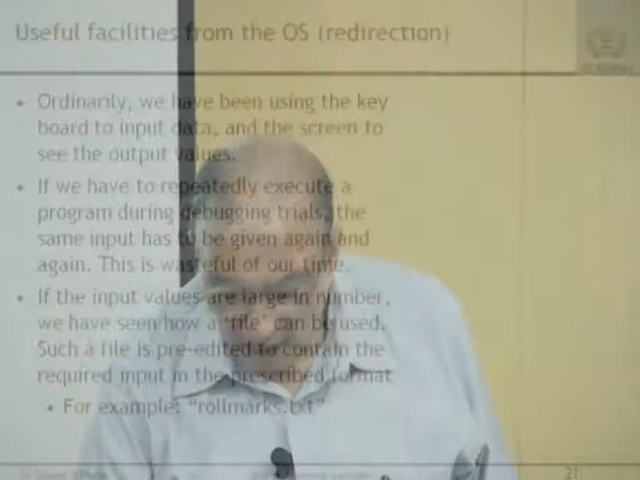 Useful facilities from the OS (redirection)
• Ordinarily, we have been using the key
board to input data, and the screen to
see the output values.
• If we have to repeatedly execute a
program during debugging trials, the
same input has to be given again and
again. This is wasteful of our time.
• If the input values are large in number,
we have seen how a 'file' can be used.
Such a file is pre-edited to contain the
required input in the prescribed format
• For example: "rollmarks.txt"